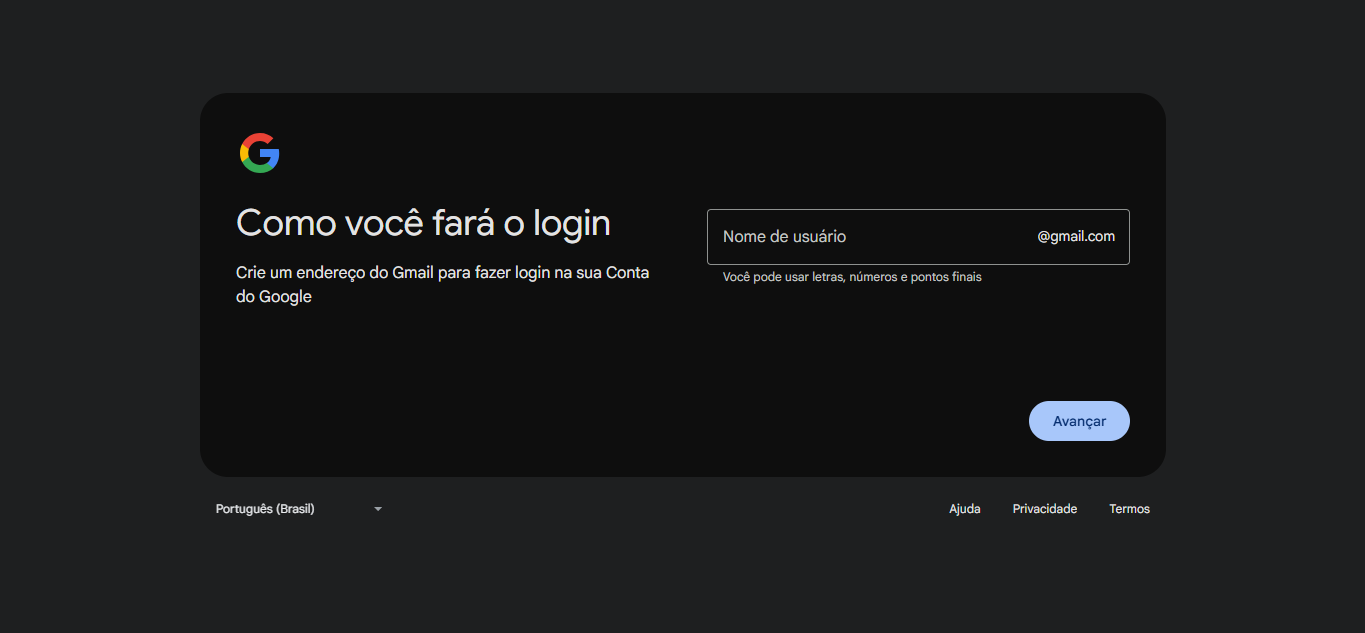 Como você fará o login
Crie um endereço do Gmail para fazer login na sua Conta
do Google
Nome de usuário
@gmail.com
Você pode usar letras, números e pontos finais
Avançar
Português (Brasil)
Ajuda
Privacidade
Termos